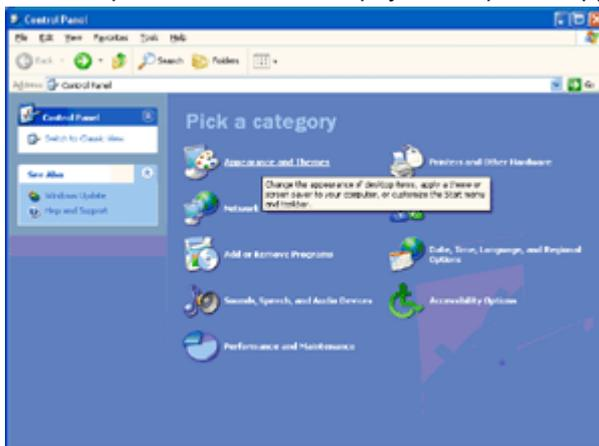 Control Panel
File Edit View Favorites Tools Help
Back Search Folders
Address Control Panel Go
Control Panel
Switch to Classic View
See Also
Windows Update
Help and Support
Pick a category
Appearance and Themes
Printers and Other Hardware
Change the appearance of desktop items, apply a theme or
screen saver to your computer, or customize the Start menu
and taskbar.
Network
Add or Remove Programs
Date, Time, Language, and Regional
Options
Sounds, Speech, and Audio Devices
Accessibility Options
Performance and Maintenance